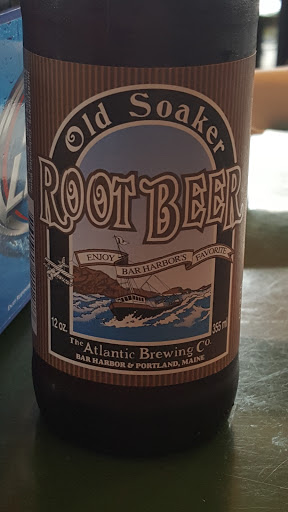 Old Soaker
ROOT BEER
ENJOY BAR HARBOR'S FAVORITE
12 oz. 355 ml
The Atlantic Brewing Co.
BAR HARBOR & PORTLAND, MAINE